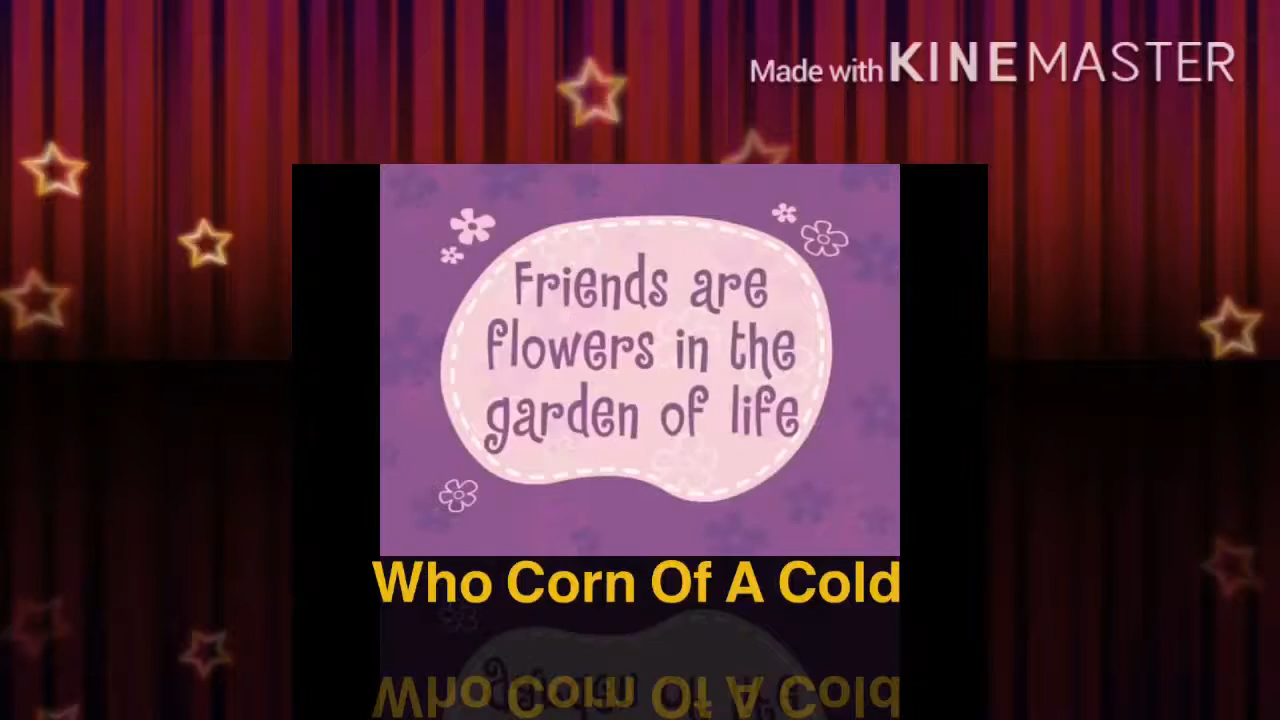 Made with KINEMASTER
Friends are
flowers in the
garden of life
Who Corn Of A Cold